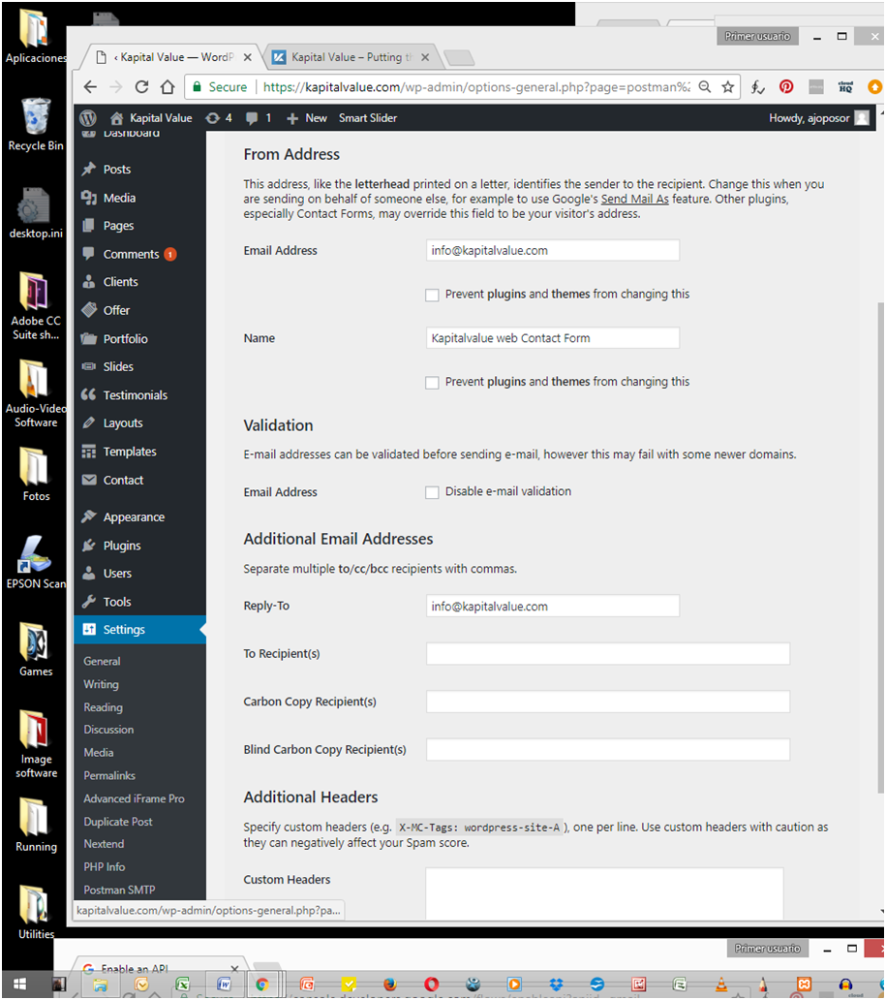 Aplicaciones
Recycle Bin
desktop.ini
Adobe CC
Suite sh...
Audio-Video
Software
Fotos
EPSON Scan
Games
Image
software
Running
Utilities
Primer usuario
‹ Kapital Value — WordP
Kapital Value – Putting th
Secure
https://kapitalvalue.com/wp-admin/options-general.php?page=postman%2
cloud
HQ
Kapital Value
4
1
New
Smart Slider
Howdy, ajoposor
Dashboard
Posts
Media
Pages
Comments 1
Clients
Offer
Portfolio
Slides
Testimonials
Layouts
Templates
Contact
Appearance
Plugins
Users
Tools
Settings
General
Writing
Reading
Discussion
Media
Permalinks
Advanced iFrame Pro
Duplicate Post
Nextend
PHP Info
Postman SMTP
kapitalvalue.com/wp-admin/options-general.php?pa...
From Address
This address, like the letterhead printed on a letter, identifies the sender to the recipient. Change this when you
are sending on behalf of someone else, for example to use Google's Send Mail As feature. Other plugins,
especially Contact Forms, may override this field to be your visitor's address.
Email Address
info@kapitalvalue.com
Prevent plugins and themes from changing this
Name
Kapitalvalue web Contact Form
Prevent plugins and themes from changing this
Validation
E-mail addresses can be validated before sending e-mail, however this may fail with some newer domains.
Email Address
Disable e-mail validation
Additional Email Addresses
Separate multiple to/cc/bcc recipients with commas.
Reply-To
info@kapitalvalue.com
To Recipient(s)
Carbon Copy Recipient(s)
Blind Carbon Copy Recipient(s)
Additional Headers
Specify custom headers (e.g. X-MC-Tags: wordpress-site-A ), one per line. Use custom headers with caution as
they can negatively affect your Spam score.
Custom Headers
Primer usuario
Enable an API